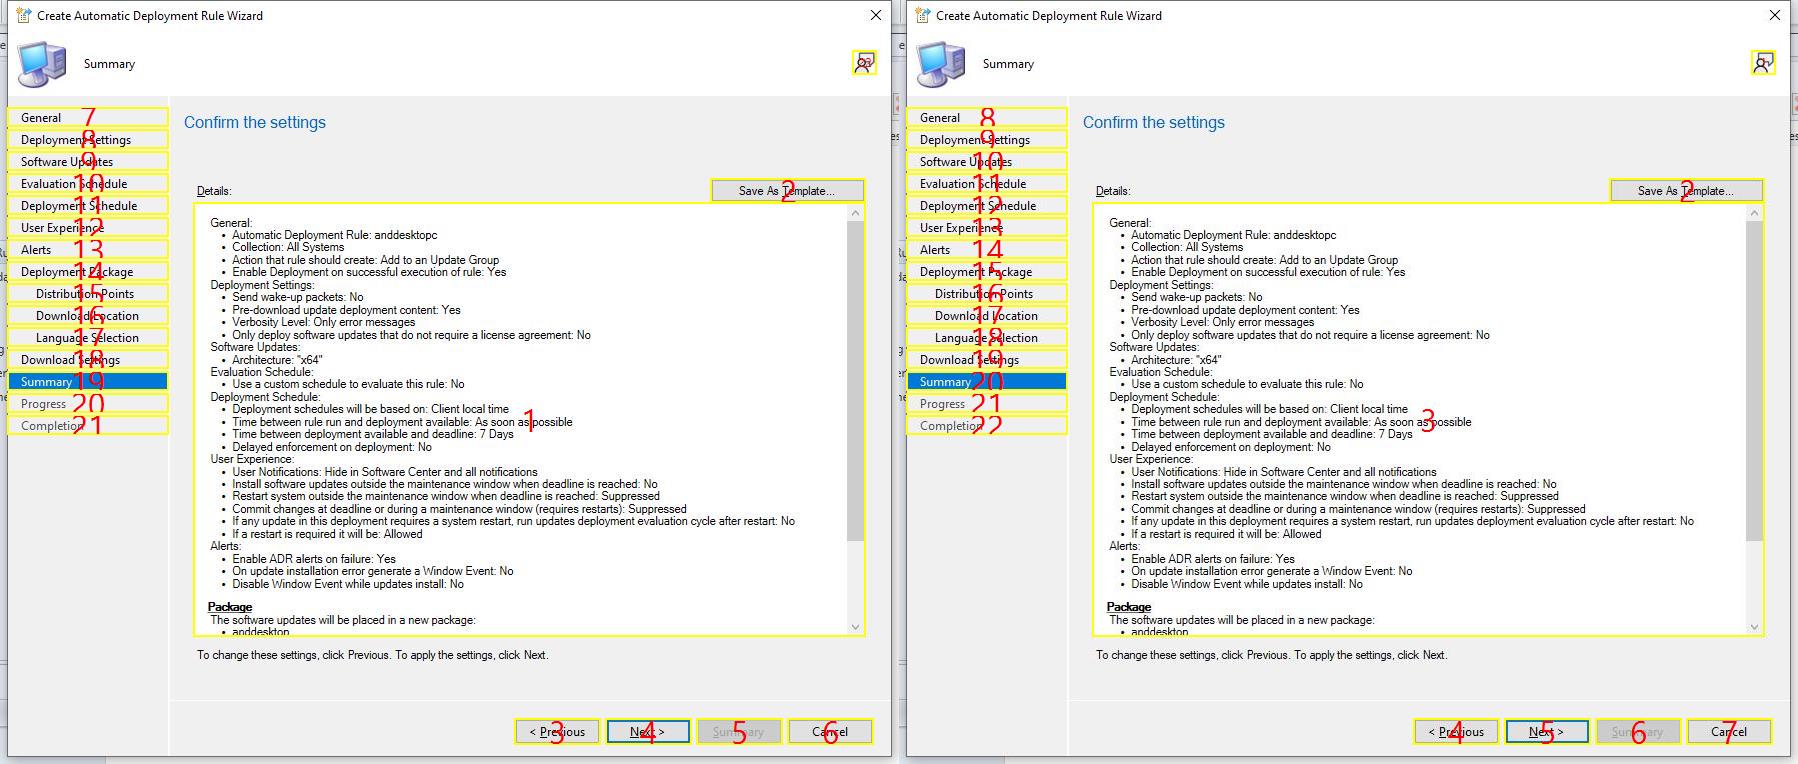 Create Automatic Deployment Rule Wizard
Summary
General 7
Deployment Settings 8
Software Updates 9
Evaluation Schedule 10
Deployment Schedule 11
User Experience 12
Alerts 13
Deployment Package 14
Distribution Points 15
Download Location 16
Language Selection 17
Download Settings 18
Summary 19
Progress 20
Completion 21
Confirm the settings
Details:
Save As Template... 2
General:
• Automatic Deployment Rule: anddesktopc
• Collection: All Systems
• Action that rule should create: Add to an Update Group
• Enable Deployment on successful execution of rule: Yes
Deployment Settings:
• Send wake-up packets: No
• Pre-download update deployment content: Yes
• Verbosity Level: Only error messages
• Only deploy software updates that do not require a license agreement: No
Software Updates:
• Architecture: "x64"
Evaluation Schedule:
• Use a custom schedule to evaluate this rule: No
Deployment Schedule:
• Deployment schedules will be based on: Client local time
• Time between rule run and deployment available: As soon as possible
1
• Time between deployment available and deadline: 7 Days
• Delayed enforcement on deployment: No
User Experience:
• User Notifications: Hide in Software Center and all notifications
• Install software updates outside the maintenance window when deadline is reached: No
• Restart system outside the maintenance window when deadline is reached: Suppressed
• Commit changes at deadline or during a maintenance window (requires restarts): Suppressed
• If any update in this deployment requires a system restart, run updates deployment evaluation cycle after restart: No
• If a restart is required it will be: Allowed
Alerts:
• Enable ADR alerts on failure: Yes
• On update installation error generate a Window Event: No
• Disable Window Event while updates install: No
Package
The software updates will be placed in a new package:
• anddesktop
To change these settings, click Previous. To apply the settings, click Next.
< Previous 3
Next > 4
Summary 5
Cancel 6
Create Automatic Deployment Rule Wizard
Summary
General 8
Deployment Settings 9
Software Updates 10
Evaluation Schedule 11
Deployment Schedule 12
User Experience 13
Alerts 14
Deployment Package 15
Distribution Points 16
Download Location 17
Language Selection 18
Download Settings 19
Summary 20
Progress 21
Completion 22
Confirm the settings
Details:
Save As Template... 2
General:
• Automatic Deployment Rule: anddesktopc
• Collection: All Systems
• Action that rule should create: Add to an Update Group
• Enable Deployment on successful execution of rule: Yes
Deployment Settings:
• Send wake-up packets: No
• Pre-download update deployment content: Yes
• Verbosity Level: Only error messages
• Only deploy software updates that do not require a license agreement: No
Software Updates:
• Architecture: "x64"
Evaluation Schedule:
• Use a custom schedule to evaluate this rule: No
Deployment Schedule:
• Deployment schedules will be based on: Client local time
• Time between rule run and deployment available: As soon as possible
3
• Time between deployment available and deadline: 7 Days
• Delayed enforcement on deployment: No
User Experience:
• User Notifications: Hide in Software Center and all notifications
• Install software updates outside the maintenance window when deadline is reached: No
• Restart system outside the maintenance window when deadline is reached: Suppressed
• Commit changes at deadline or during a maintenance window (requires restarts): Suppressed
• If any update in this deployment requires a system restart, run updates deployment evaluation cycle after restart: No
• If a restart is required it will be: Allowed
Alerts:
• Enable ADR alerts on failure: Yes
• On update installation error generate a Window Event: No
• Disable Window Event while updates install: No
Package
The software updates will be placed in a new package:
• anddesktop
To change these settings, click Previous. To apply the settings, click Next.
< Previous 4
Next > 5
Summary 6
Cancel 7